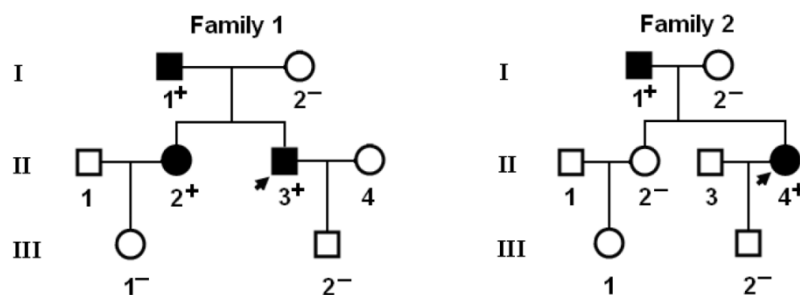 Family 1
I
1+ 2−
II
1 2+ 3+ 4
III
1− 2−
Family 2
I
1+ 2−
II
1 2− 3 4+
III
1 2−